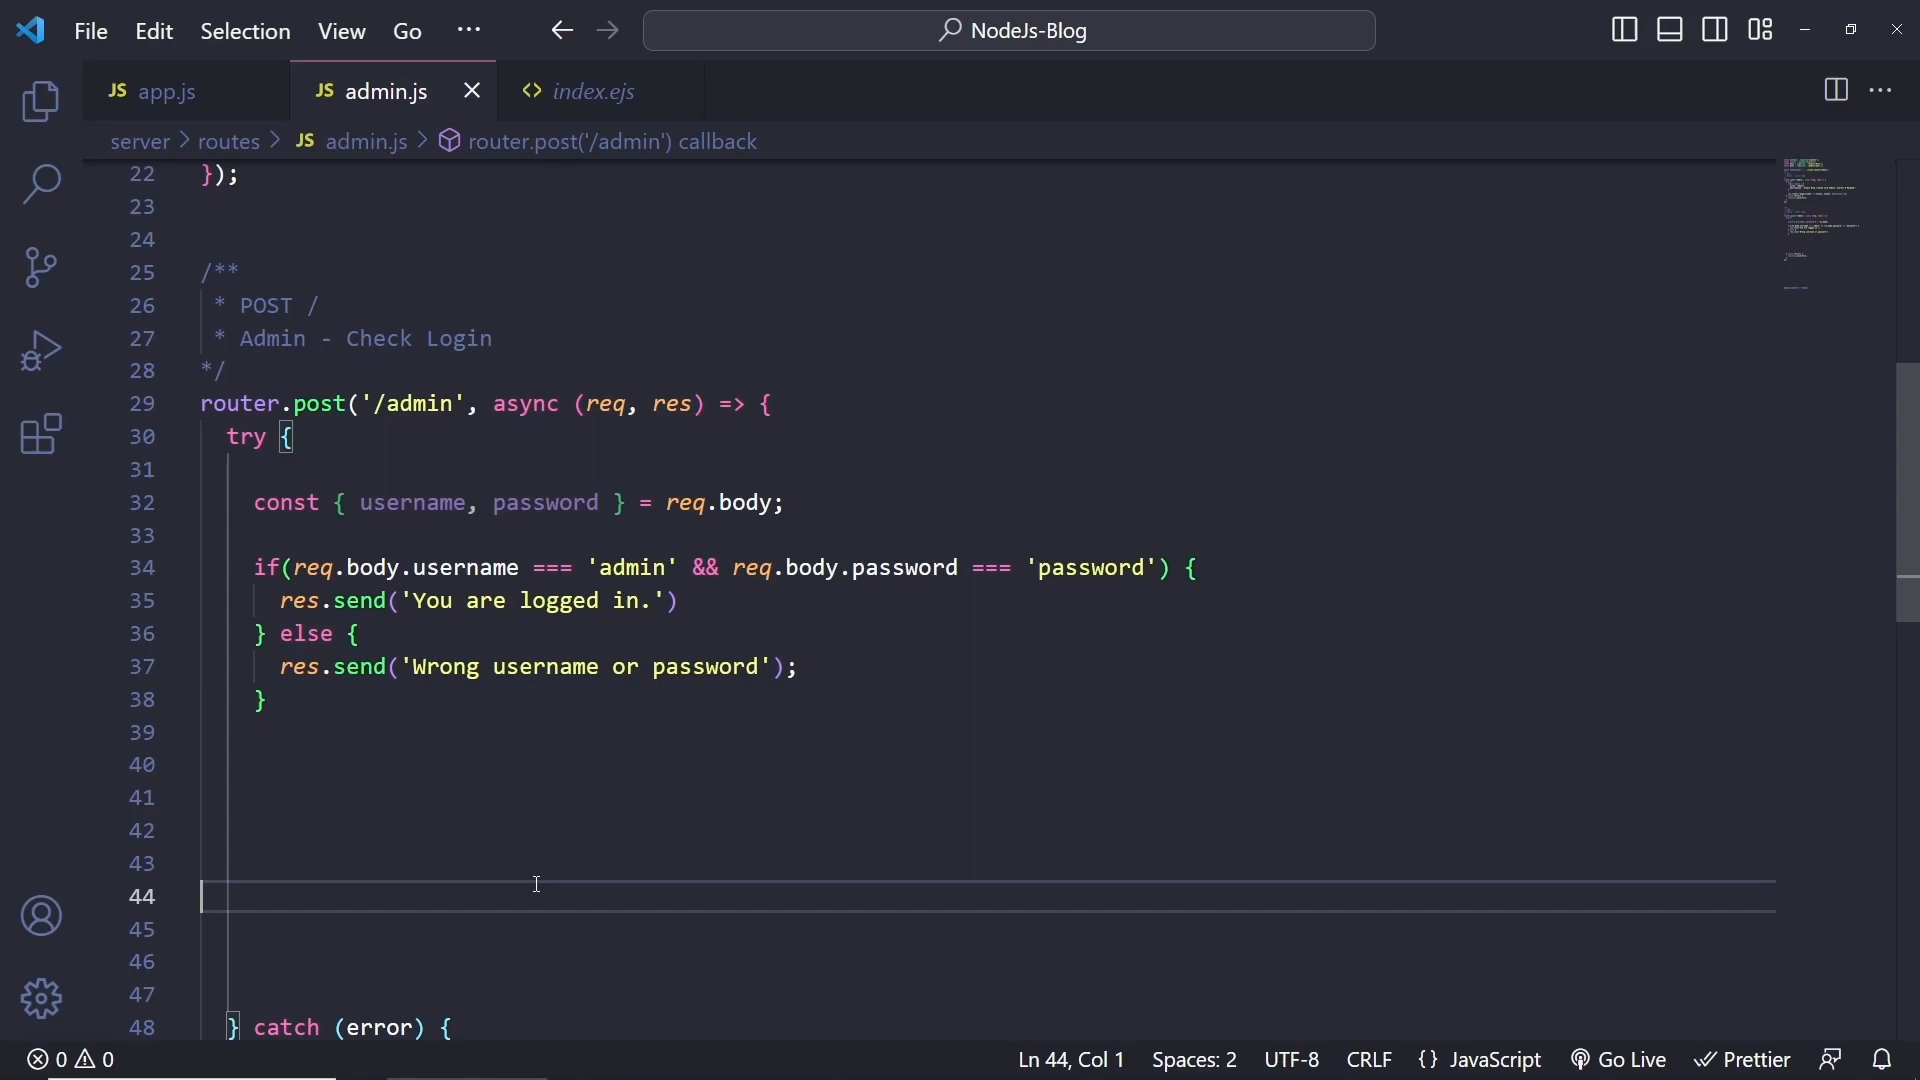 File Edit Selection View Go ··· NodeJs-Blog
JS app.js JS admin.js index.ejs
server > routes > JS admin.js > router.post('/admin') callback
22 });
23
24
25 /**
26 * POST /
27 * Admin - Check Login
28 */
29 router.post('/admin', async (req, res) => {
30 try {
31
32 const { username, password } = req.body;
33
34 if(req.body.username === 'admin' && req.body.password === 'password') {
35 res.send('You are logged in.')
36 } else {
37 res.send('Wrong username or password');
38 }
39
40
41
42
43
44
45
46
47
48 } catch (error) {
0 0 Ln 44, Col 1 Spaces: 2 UTF-8 CRLF {} JavaScript Go Live Prettier